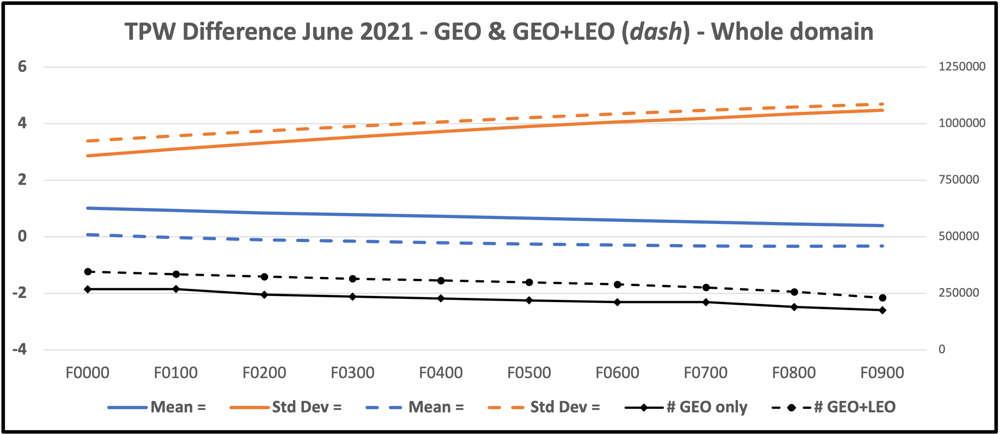 TPW Difference June 2021 - GEO & GEO+LEO (dash) - Whole domain
6 1250000
4 1000000
2 750000
0 500000
-2 250000
-4 0
F0000 F0100 F0200 F0300 F0400 F0500 F0600 F0700 F0800 F0900
Mean = Std Dev = Mean = Std Dev = # GEO only # GEO+LEO